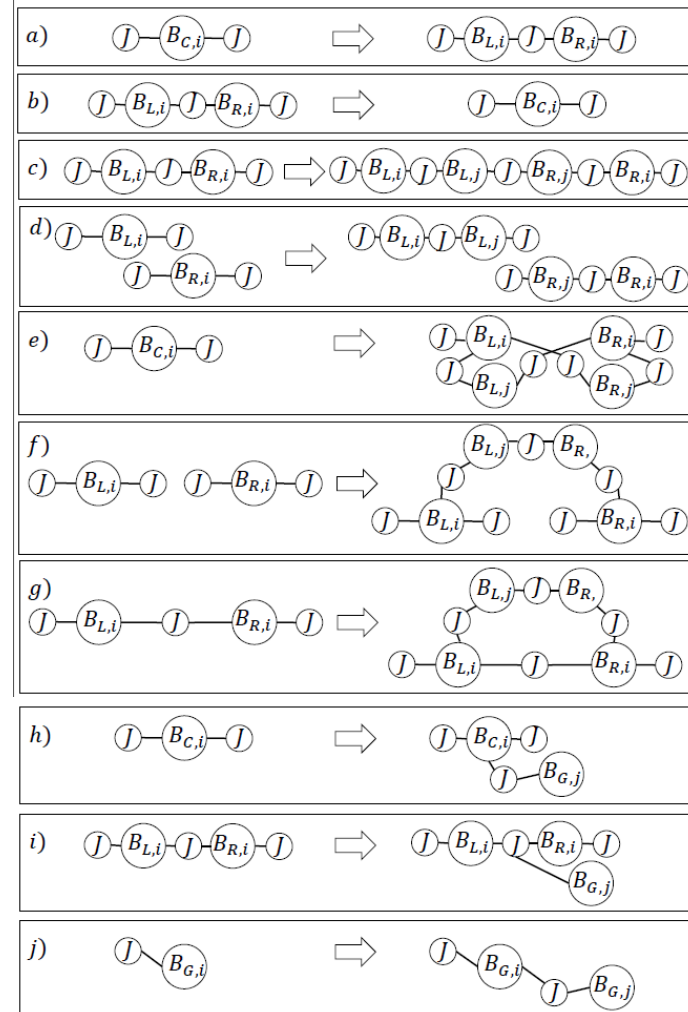 a) J B_{C,i} J J B_{L,i} J B_{R,i} J
b) J B_{L,i} J B_{R,i} J J B_{C,i} J
c) J B_{L,i} J B_{R,i} J J B_{L,i} J B_{L,j} J B_{R,j} J B_{R,i} J
d) J B_{L,i} J J B_{L,i} J B_{L,j} J
J B_{R,i} J J B_{R,j} J B_{R,i} J
e) J B_{C,i} J J B_{L,i} B_{R,i} J
J B_{L,j} J J B_{R,j} J
f) B_{L,j} J B_{R,}
J B_{L,i} J J B_{R,i} J J J
J B_{L,i} J J B_{R,i} J
g) B_{L,j} J B_{R,}
J B_{L,i} J B_{R,i} J J J
J B_{L,i} J B_{R,i} J
h) J B_{C,i} J J B_{C,i} J
J B_{G,j}
i) J B_{L,i} J B_{R,i} J J B_{L,i} J B_{R,i} J
B_{G,j}
j) J B_{G,i} J B_{G,i} J B_{G,j}